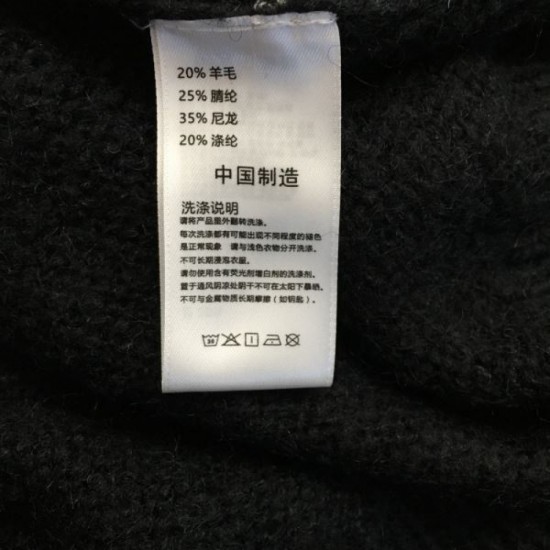 20% 羊毛
25% 腈纶
35% 尼龙
20% 涤纶
中国制造
洗涤说明
请将产品里外翻转洗涤。
每次洗涤都有可能出现不同程度的褪色
是正常现象 请与浅色衣物分开洗涤。
不可长期浸泡衣服。
请勿使用含有荧光剂增白剂的洗涤剂。
置于通风阴凉处阴干不可在太阳下暴晒。
不可与金属物质长期摩擦（如钥匙）。